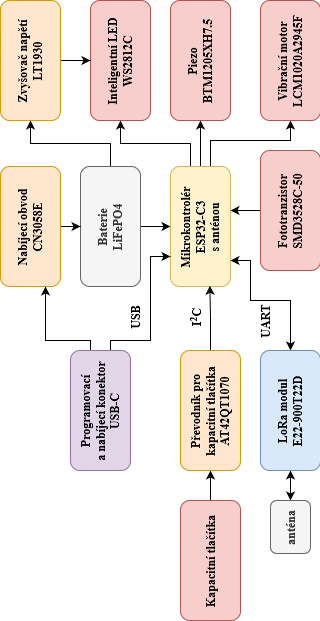 Zvyšovač napětí
LT1930
Inteligentní LED
WS2812C
Piezo
BTM1205XH7.5
Vibrační motor
LCM1020A2945F
Nabíjecí obvod
CN3058E
Baterie
LiFePO4
Mikrokontrolér
ESP32-C3
s anténou
Fototranzistor
SMD3528C-50
USB
I²C
UART
Programovací
a nabíjecí konektor
USB-C
Převodník pro
kapacitní tlačítka
AT42QT1070
LoRa modul
E22-900T22D
Kapacitní tlačítka
anténa